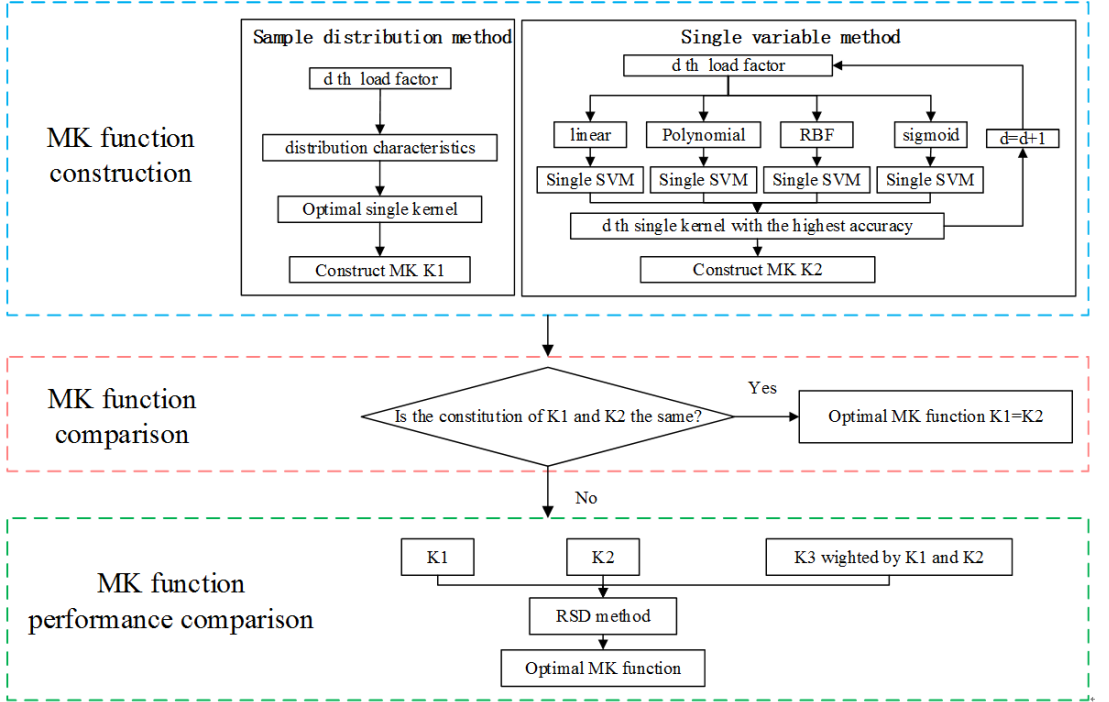 MK function
construction
Sample distribution method
d th load factor
distribution characteristics
Optimal single kernel
Construct MK K1
Single variable method
d th load factor
linear
Polynomial
RBF
sigmoid
d=d+1
Single SVM
Single SVM
Single SVM
Single SVM
d th single kernel with the highest accuracy
Construct MK K2
MK function
comparison
Is the constitution of K1 and K2 the same?
Yes
Optimal MK function K1=K2
No
MK function
performance comparison
K1
K2
K3 wighted by K1 and K2
RSD method
Optimal MK function